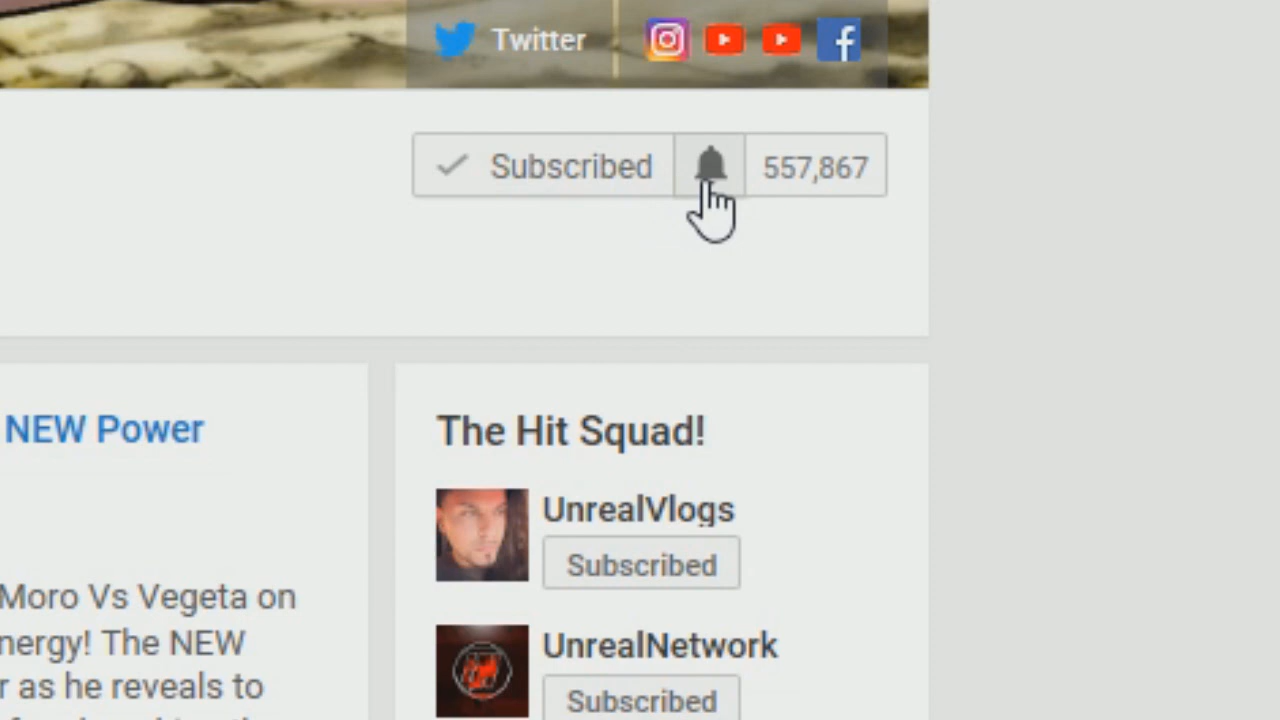 Twitter
Subscribed
557,867
NEW Power
Moro Vs Vegeta on
nergy! The NEW
r as he reveals to
The Hit Squad!
UnrealVlogs
Subscribed
UnrealNetwork
Subscribed